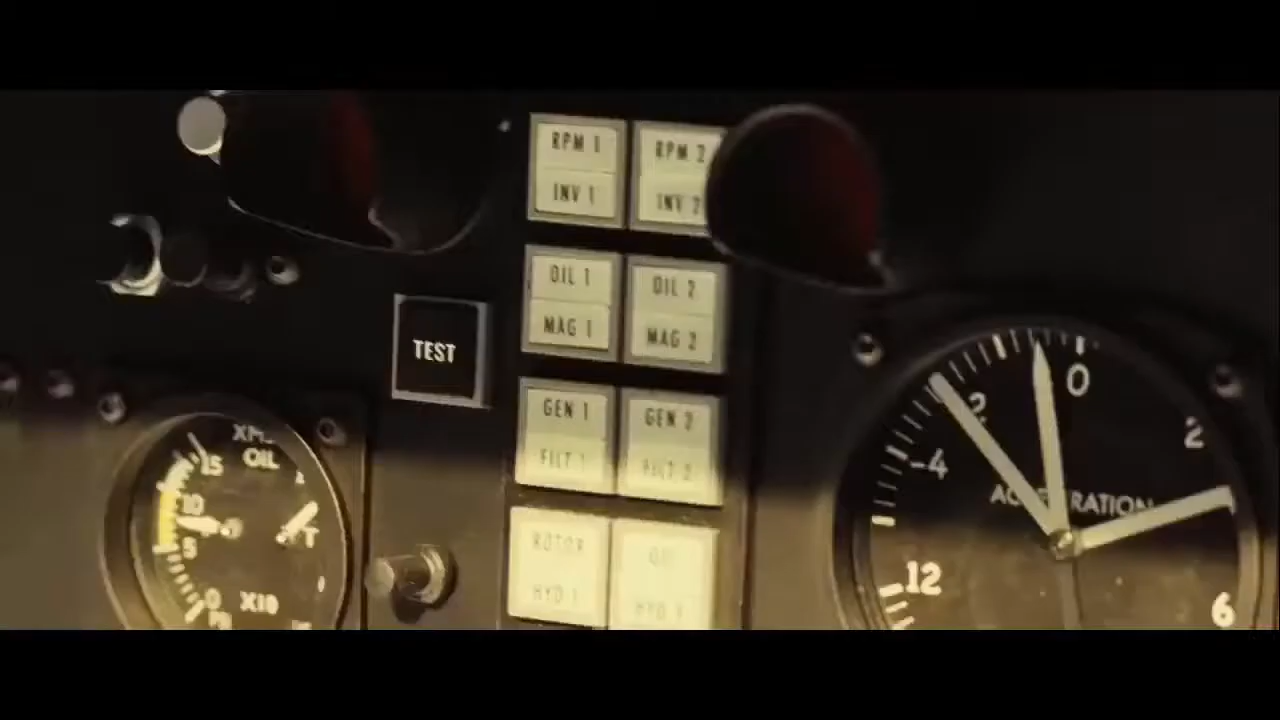 RPM 1
INV 1
RPM 2
INV 2
OIL 1
MAG 1
OIL 2
MAG 2
TEST
GEN 1
FILT 1
GEN 2
FILT 2
ROTOR
HYD 1
OIL
15
10
5
0
X10
0
2
2
-4
12
6